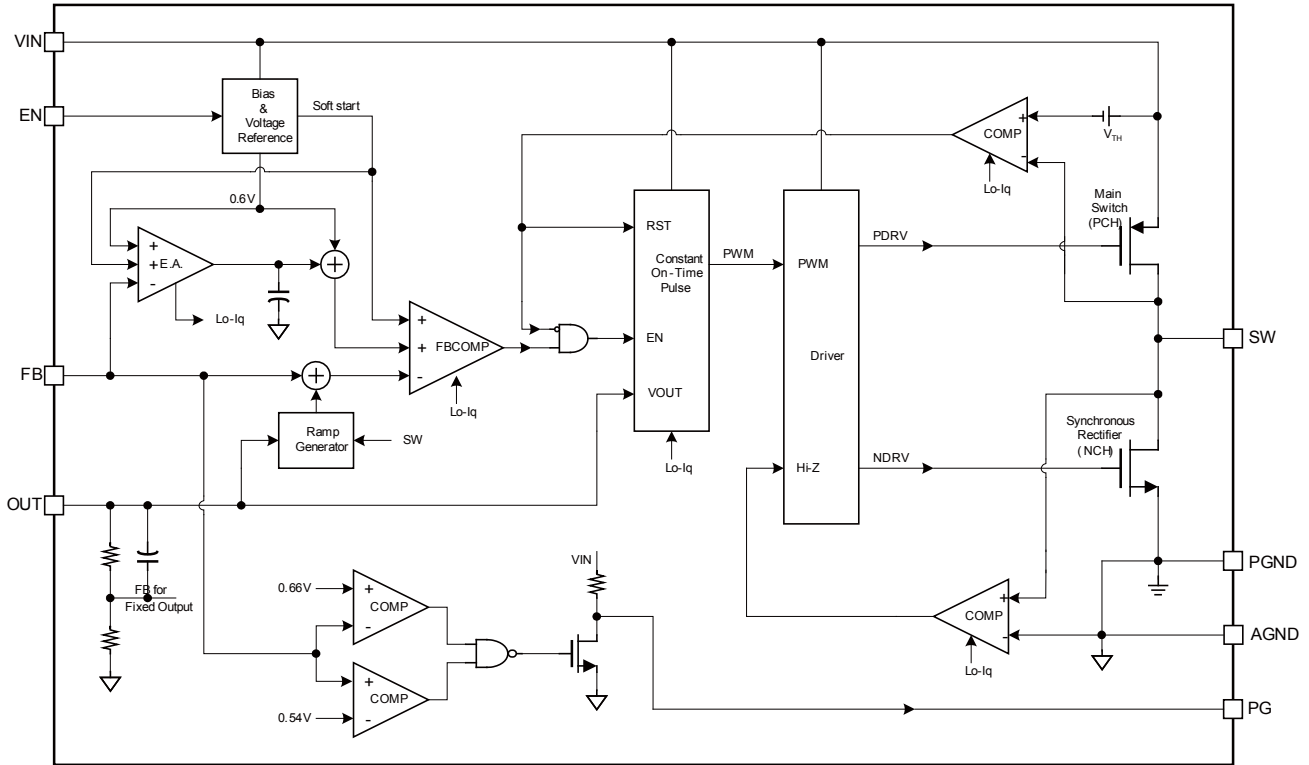 VIN
EN
Bias
&
Voltage
Reference
Soft start
0.6V
+
+ E.A.
-
Lo-Iq
+
FB
+
+
+
FBCOMP
-
Lo-Iq
Ramp
Generator
SW
OUT
FB for
Fixed Output
RST
Constant
On-Time
Pulse
EN
VOUT
Lo-Iq
PWM
PWM
Driver
Hi-Z
PDRV
NDRV
+
COMP
-
Lo-Iq
VTH
Main
Switch
(PCH)
SW
Synchronous
Rectifier
(NCH)
+
COMP
-
Lo-Iq
PGND
AGND
PG
0.66V
+
COMP
-
+
COMP
-
0.54V
VIN